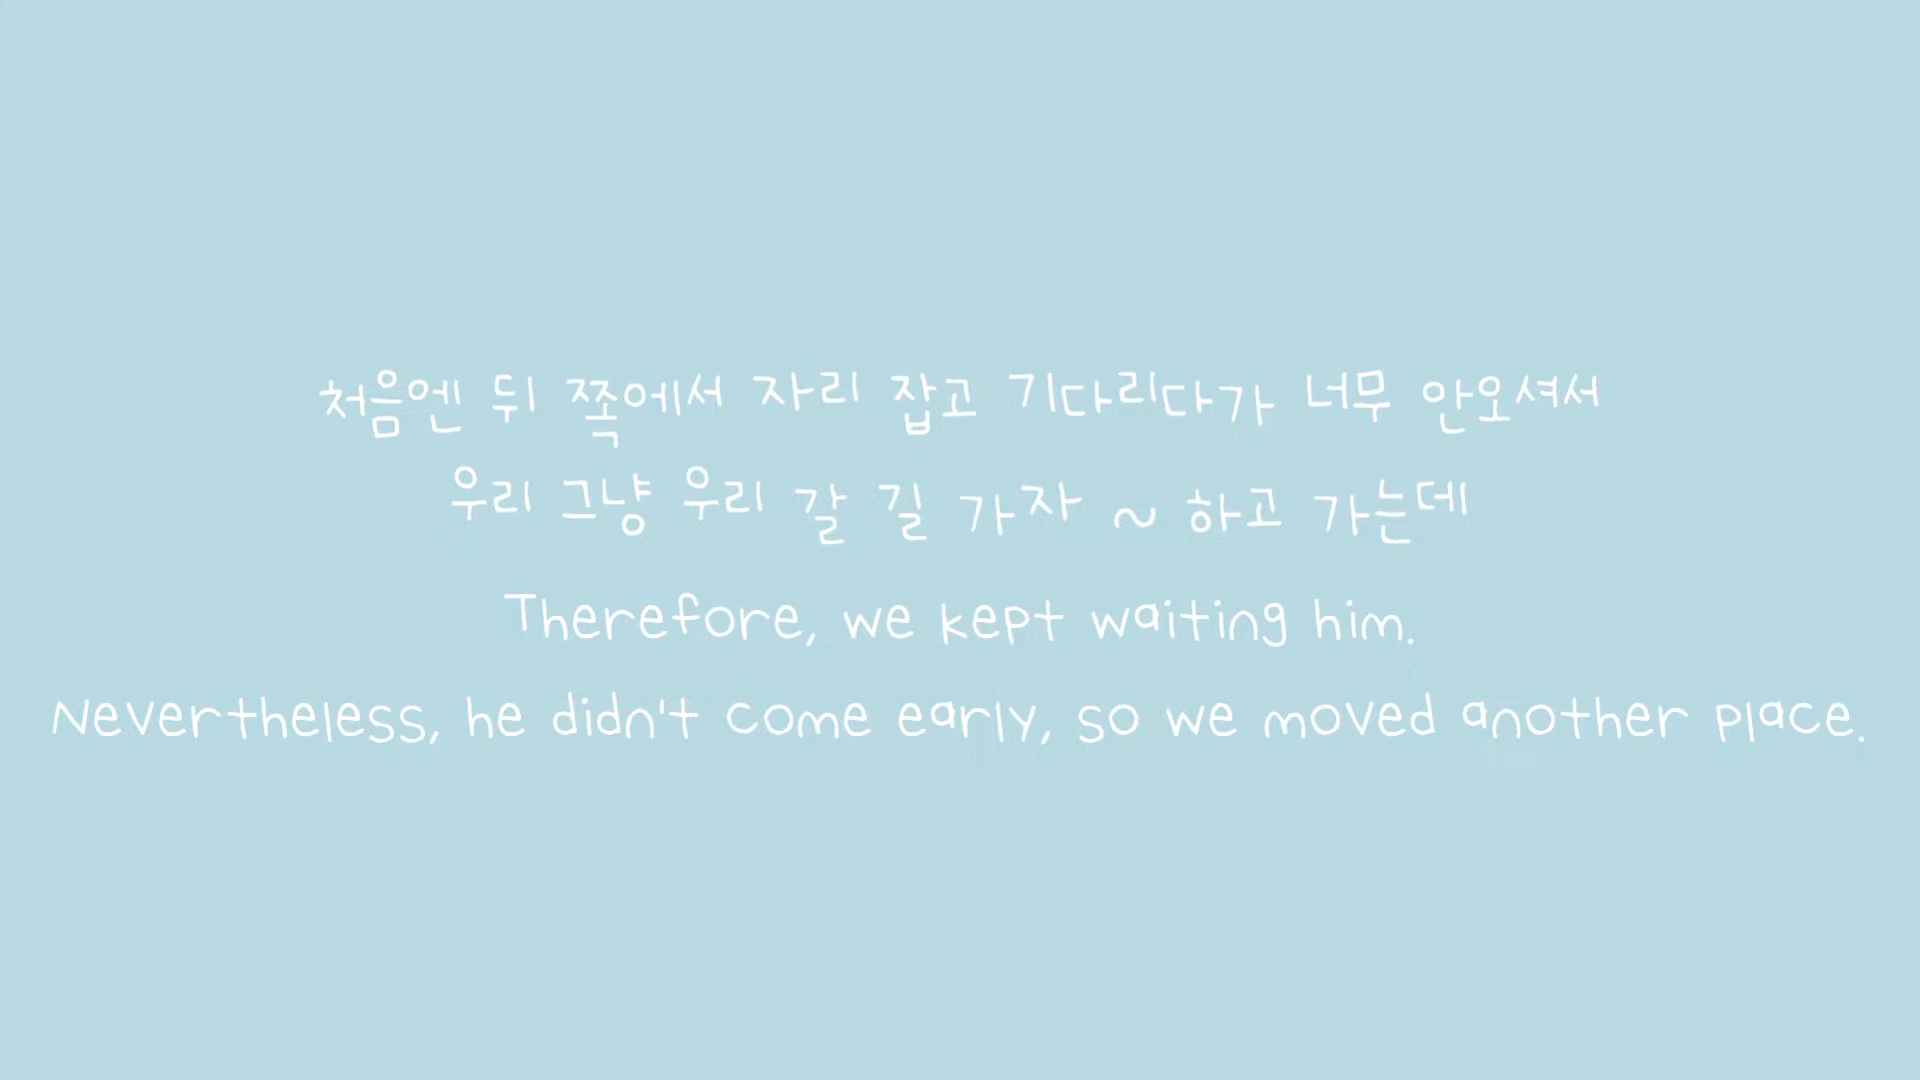 처음엔 뒤 쪽에서 자리 잡고 기다리다가 너무 안오셔서
우리 그냥 우리 갈 길 가자 ~ 하고 가는데
Therefore, we kept waiting him.
Nevertheless, he didn't come early, so we moved another place.